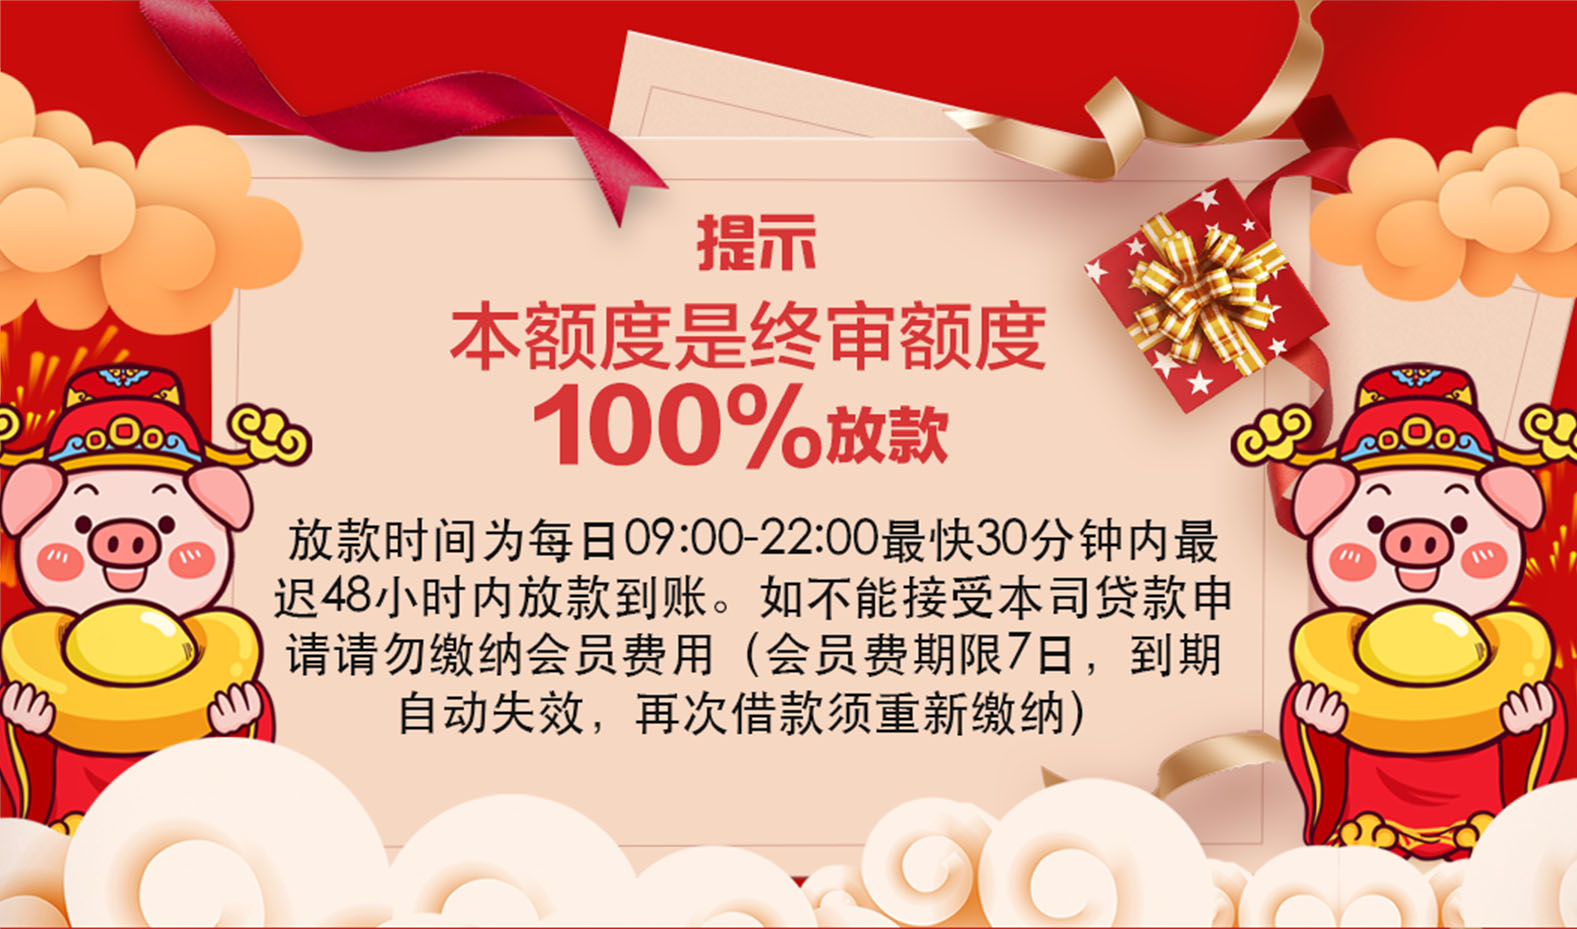 提示
本额度是终审额度
100%放款
放款时间为每日09:00-22:00最快30分钟内最
迟48小时内放款到账。如不能接受本司贷款申
请请勿缴纳会员费用（会员费期限7日，到期
自动失效，再次借款须重新缴纳）